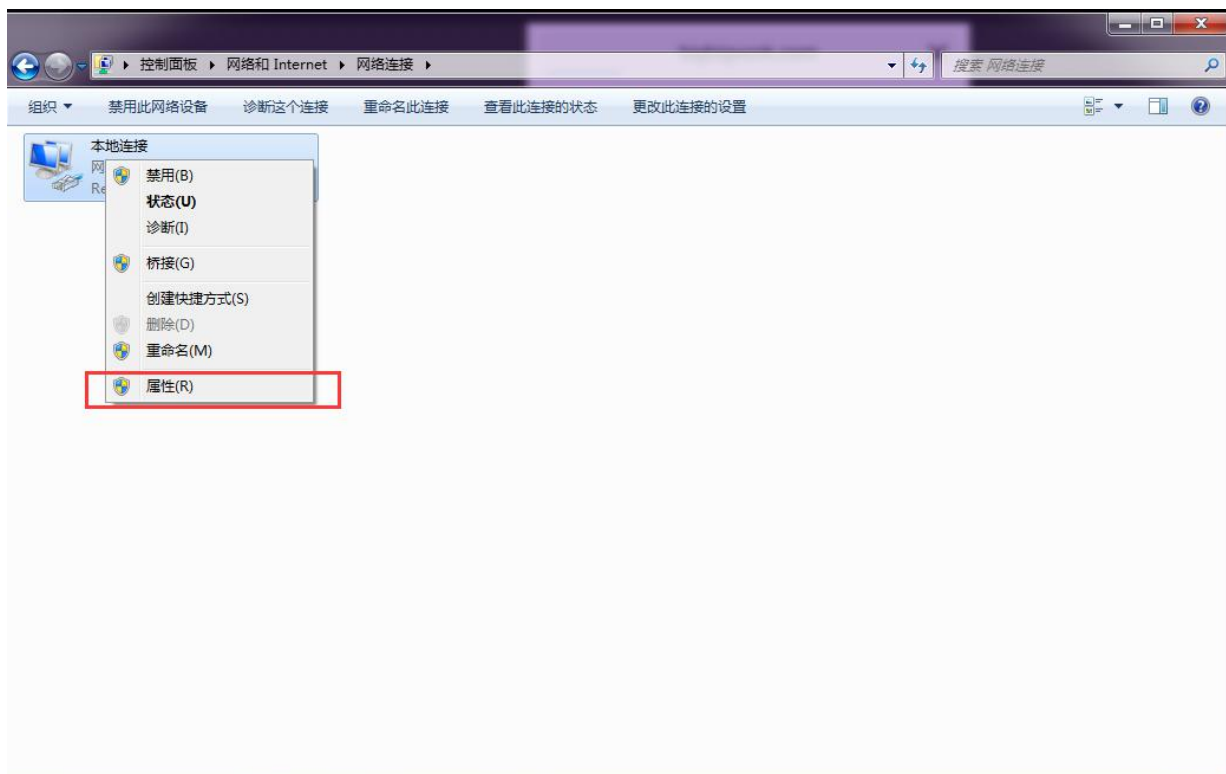 控制面板 网络和 Internet 网络连接
搜索 网络连接
组织 禁用此网络设备 诊断这个连接 重命名此连接 查看此连接的状态 更改此连接的设置
本地连接
网
Re
禁用(B)
状态(U)
诊断(I)
桥接(G)
创建快捷方式(S)
删除(D)
重命名(M)
属性(R)